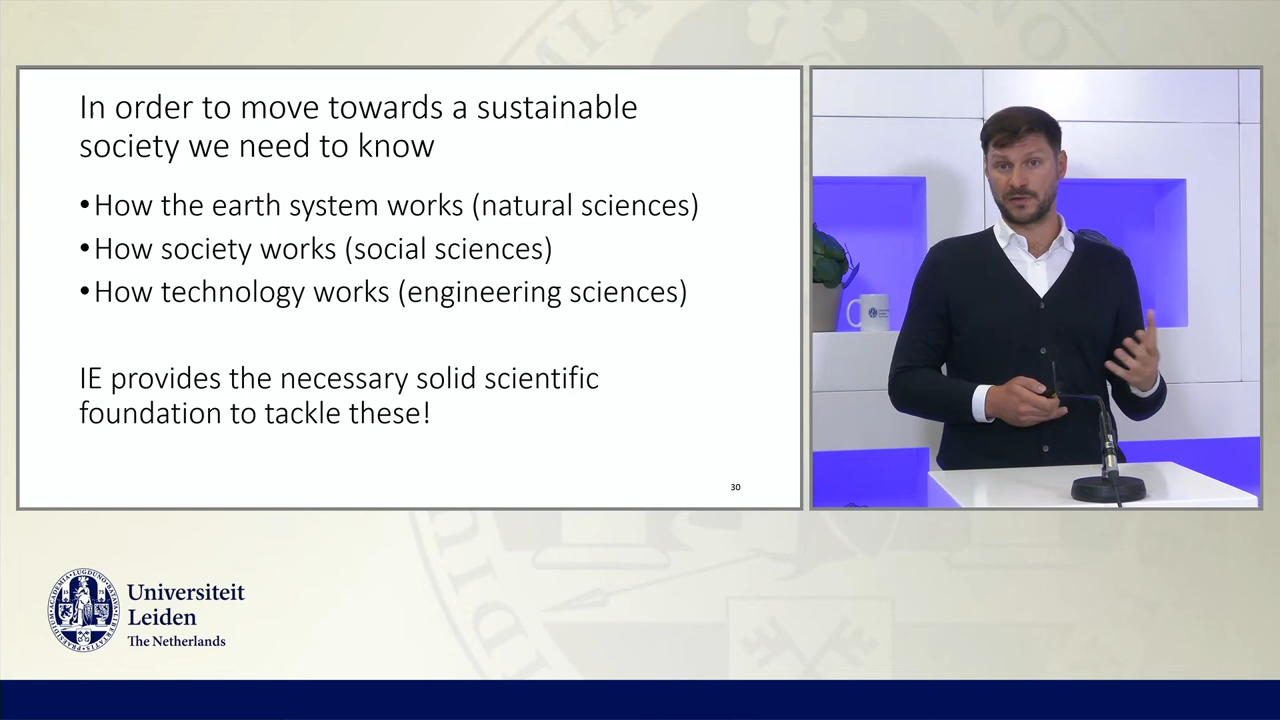 In order to move towards a sustainable
society we need to know
•How the earth system works (natural sciences)
•How society works (social sciences)
•How technology works (engineering sciences)
IE provides the necessary solid scientific
foundation to tackle these!
30
Universiteit
Leiden
The Netherlands